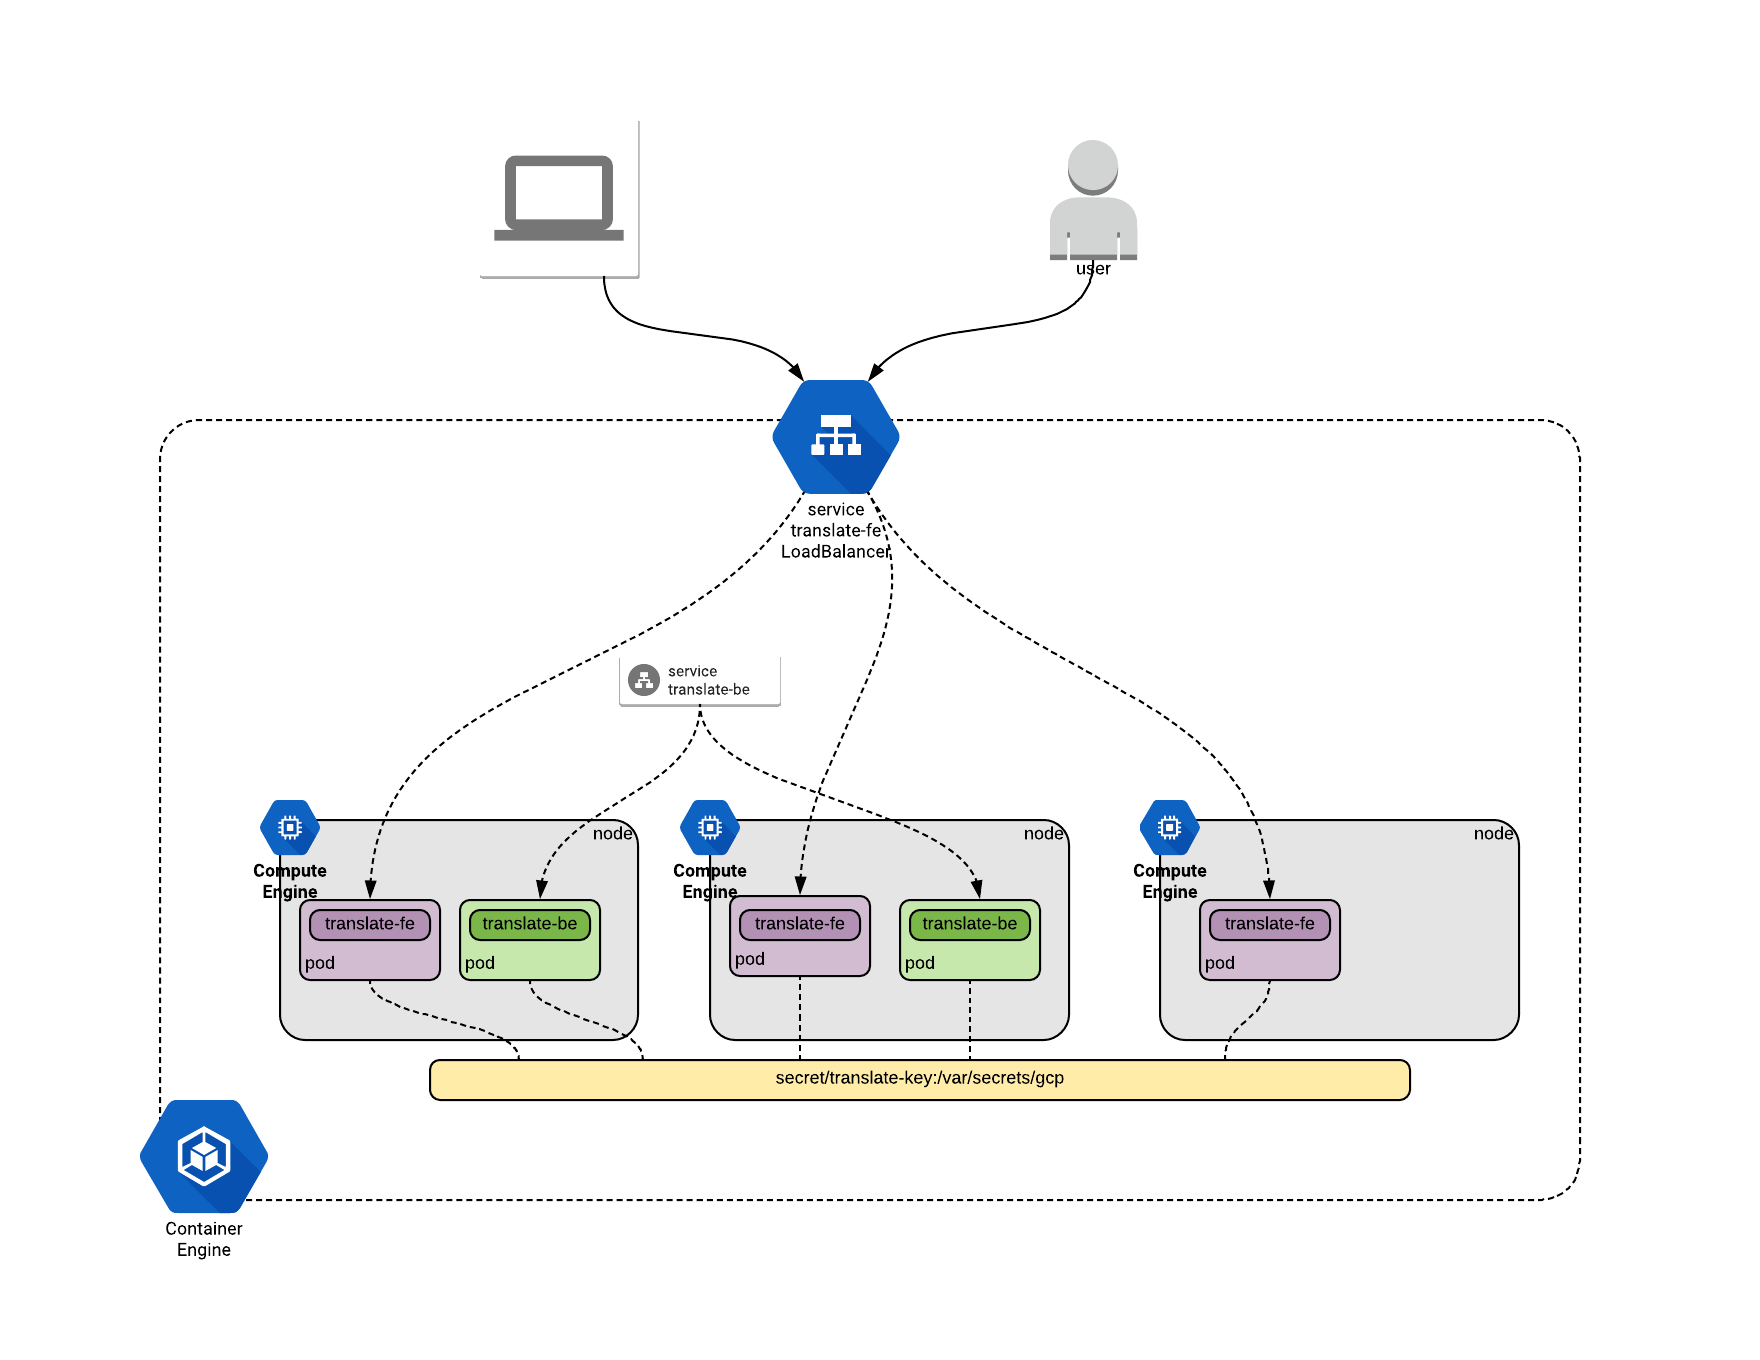 user
service
translate-fe
LoadBalancer
service
translate-be
node
node
node
Compute
Engine
Compute
Engine
Compute
Engine
translate-fe
pod
translate-be
pod
translate-fe
pod
translate-be
pod
translate-fe
pod
secret/translate-key:/var/secrets/gcp
Container
Engine